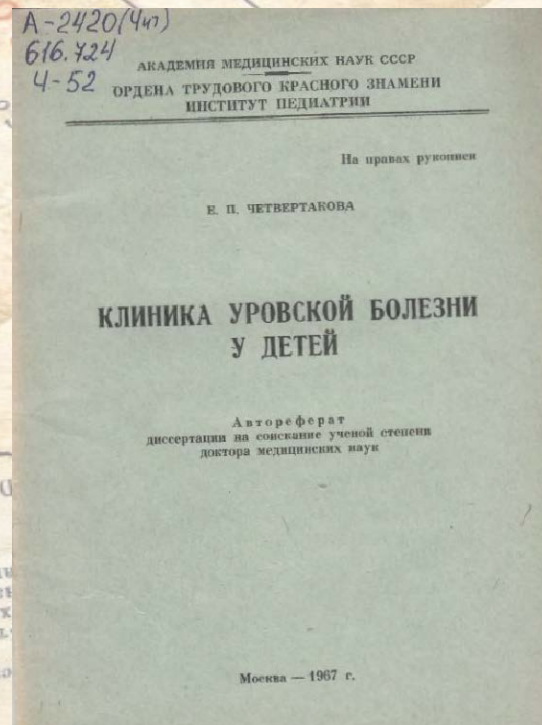 А-2420(4чп)
616.724
Ч-52
АКАДЕМИЯ МЕДИЦИНСКИХ НАУК СССР
ОРДЕНА ТРУДОВОГО КРАСНОГО ЗНАМЕНИ
ИНСТИТУТ ПЕДИАТРИИ
На правах рукописи
Е. П. ЧЕТВЕРТАКОВА
КЛИНИКА УРОВСКОЙ БОЛЕЗНИ
У ДЕТЕЙ
Автореферат
диссертации на соискание ученой степени
доктора медицинских наук
Москва — 1967 г.